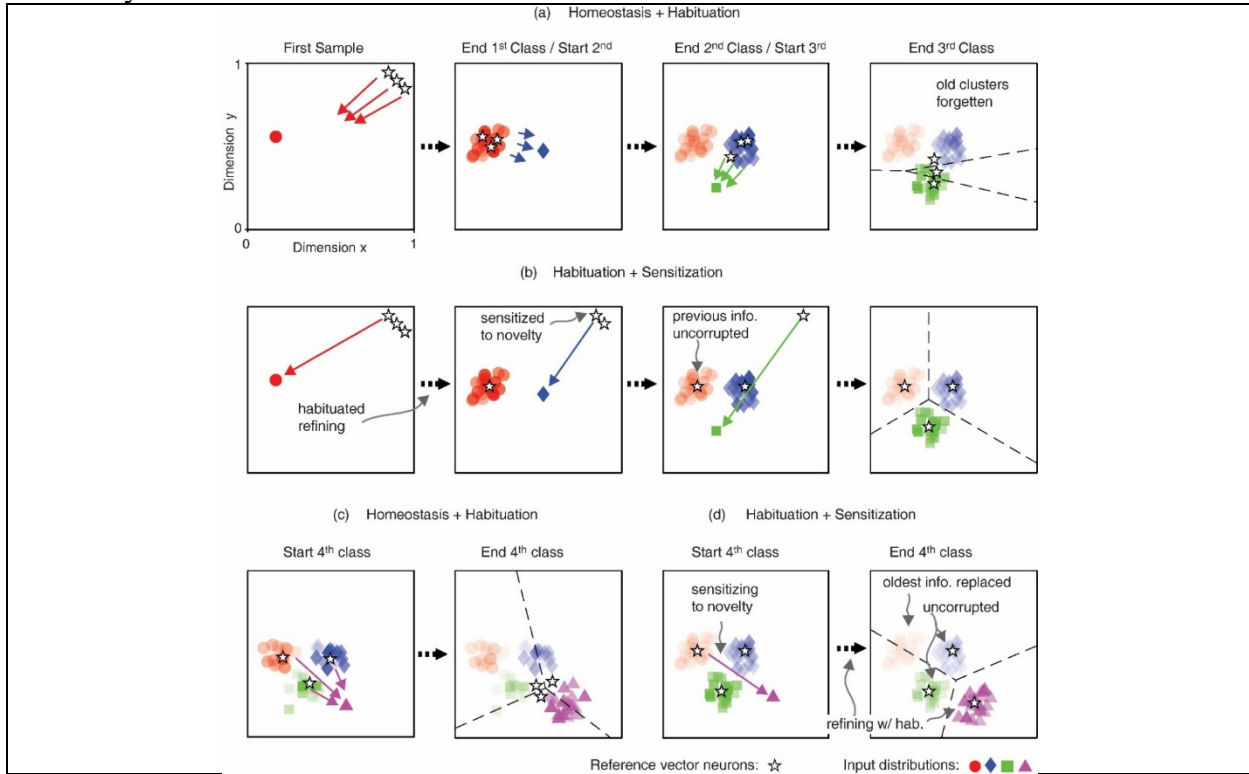 (a) Homeostasis + Habituation
First Sample
End 1st Class / Start 2nd
End 2nd Class / Start 3rd
End 3rd Class
1
Dimension y
0
0
Dimension x
1
old clusters
forgetten
(b) Habituation + Sensitization
habituated
refining
sensitized
to novelty
previous info.
uncorrupted
(c) Homeostasis + Habituation
(d) Habituation + Sensitization
Start 4th class
End 4th class
Start 4th class
End 4th class
sensitizing
to novelty
oldest info. replaced
uncorrupted
refining w/ hab.
Reference vector neurons:
Input distributions: